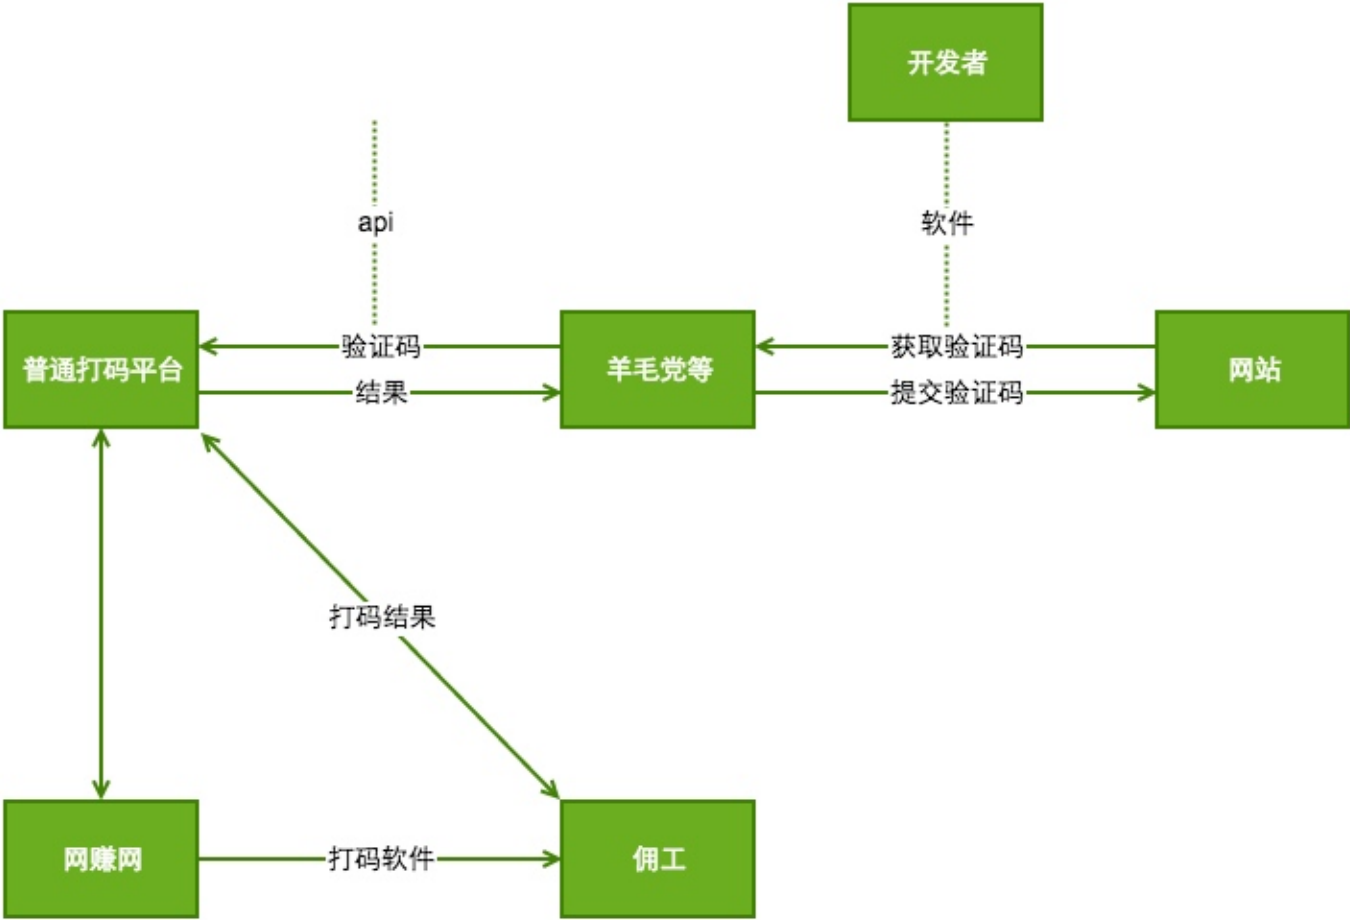 开发者
api
软件
普通打码平台
验证码
结果
羊毛党等
获取验证码
提交验证码
网站
打码结果
网赚网
打码软件
佣工